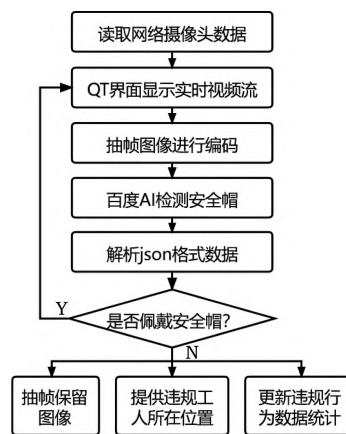 读取网络摄像头数据
QT界面显示实时视频流
抽帧图像进行编码
百度AI检测安全帽
解析json格式数据
Y
是否佩戴安全帽?
N
抽帧保留
图像
提供违规工
人所在位置
更新违规行
为数据统计